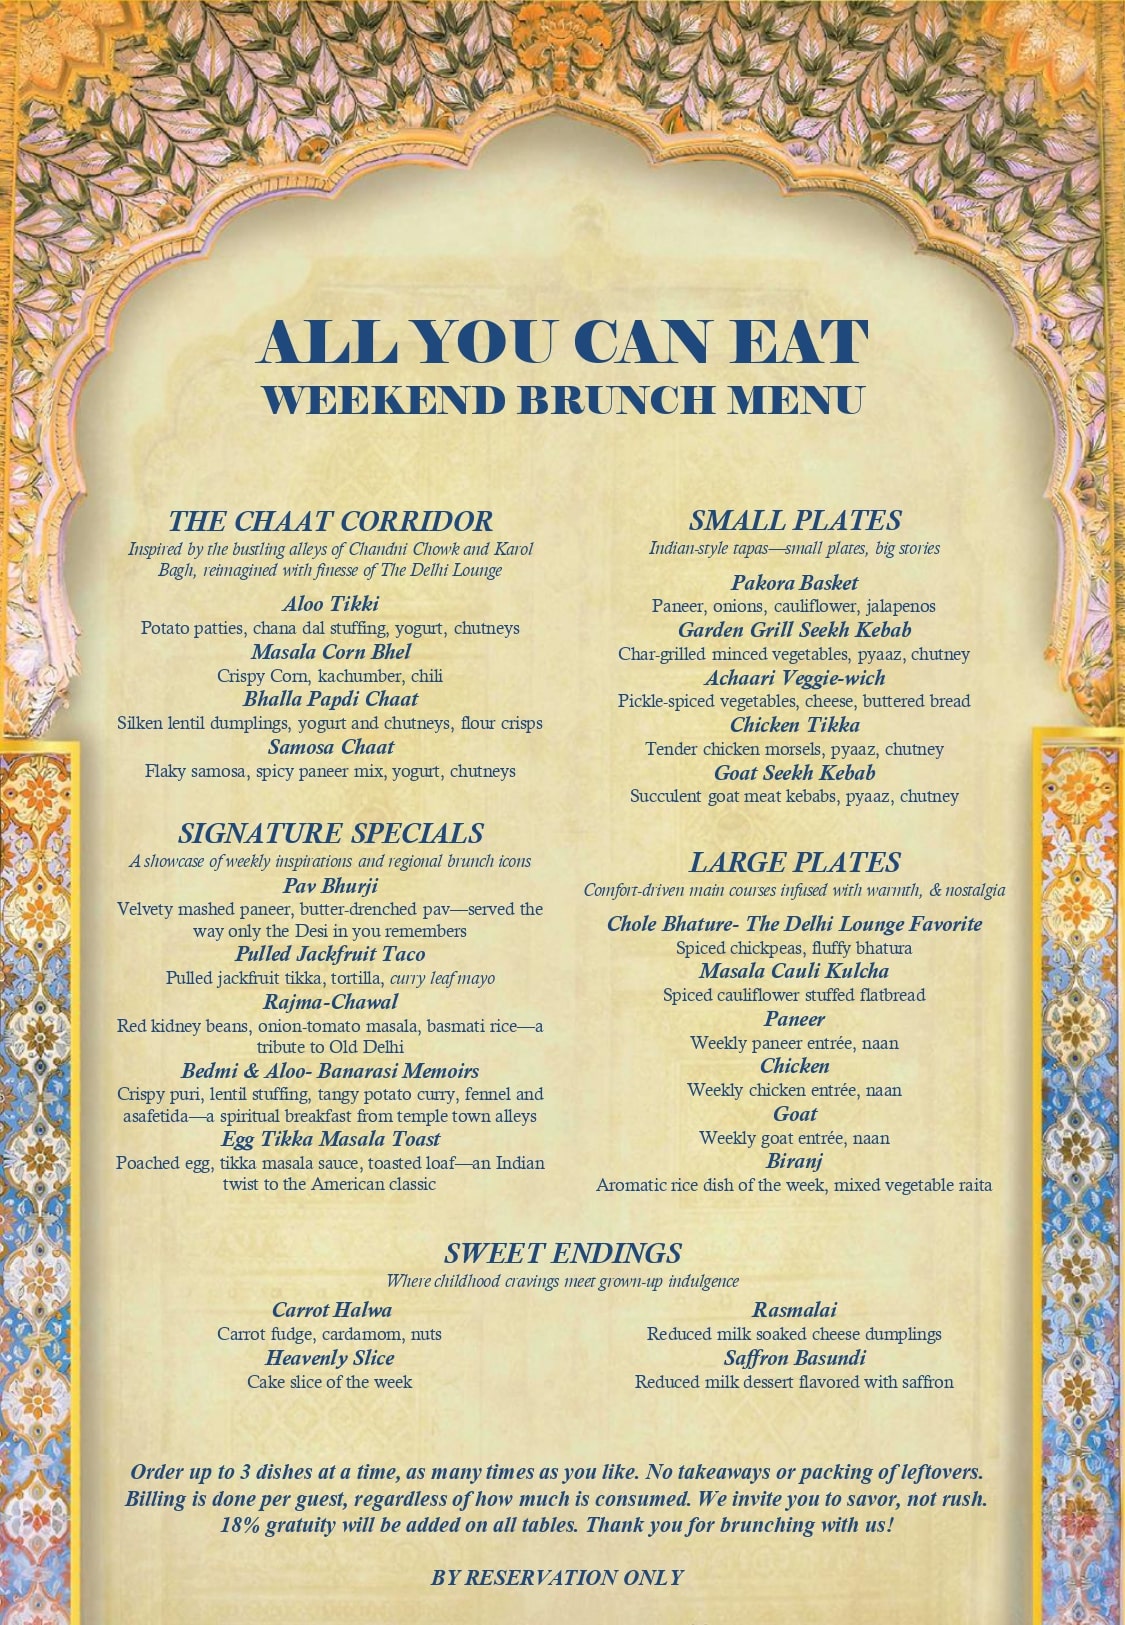 ALL YOU CAN EAT
WEEKEND BRUNCH MENU
THE CHAAT CORRIDOR
Inspired by the bustling alleys of Chandni Chowk and Karol
Bagh, reimagined with finesse of The Delhi Lounge
Aloo Tikki
Potato patties, chana dal stuffing, yogurt, chutneys
Masala Corn Bhel
Crispy Corn, kachumber, chili
Bhalla Papdi Chaat
Silken lentil dumplings, yogurt and chutneys, flour crisps
Samosa Chaat
Flaky samosa, spicy paneer mix, yogurt, chutneys
SIGNATURE SPECIALS
A showcase of weekly inspirations and regional brunch icons
Pav Bhurji
Velvety mashed paneer, butter-drenched pav—served the
way only the Desi in you remembers
Pulled Jackfruit Taco
Pulled jackfruit tikka, tortilla, curry leaf mayo
Rajma-Chawal
Red kidney beans, onion-tomato masala, basmati rice—a
tribute to Old Delhi
Bedmi & Aloo- Banarasi Memoirs
Crispy puri, lentil stuffing, tangy potato curry, fennel and
asafetida—a spiritual breakfast from temple town alleys
Egg Tikka Masala Toast
Poached egg, tikka masala sauce, toasted loaf—an Indian
twist to the American classic
SMALL PLATES
Indian-style tapas—small plates, big stories
Pakora Basket
Paneer, onions, cauliflower, jalapenos
Garden Grill Seekh Kebab
Char-grilled minced vegetables, pyaaz, chutney
Achaari Veggie-wich
Pickle-spiced vegetables, cheese, buttered bread
Chicken Tikka
Tender chicken morsels, pyaaz, chutney
Goat Seekh Kebab
Succulent goat meat kebabs, pyaaz, chutney
LARGE PLATES
Comfort-driven main courses infused with warmth, & nostalgia
Chole Bhature- The Delhi Lounge Favorite
Spiced chickpeas, fluffy bhatura
Masala Cauli Kulcha
Spiced cauliflower stuffed flatbread
Paneer
Weekly paneer entrée, naan
Chicken
Weekly chicken entrée, naan
Goat
Weekly goat entrée, naan
Biranj
Aromatic rice dish of the week, mixed vegetable raita
SWEET ENDINGS
Where childhood cravings meet grown-up indulgence
Carrot Halwa
Carrot fudge, cardamom, nuts
Heavenly Slice
Cake slice of the week
Rasmalai
Reduced milk soaked cheese dumplings
Saffron Basundi
Reduced milk dessert flavored with saffron
Order up to 3 dishes at a time, as many times as you like. No takeaways or packing of leftovers.
Billing is done per guest, regardless of how much is consumed. We invite you to savor, not rush.
18% gratuity will be added on all tables. Thank you for brunching with us!
BY RESERVATION ONLY